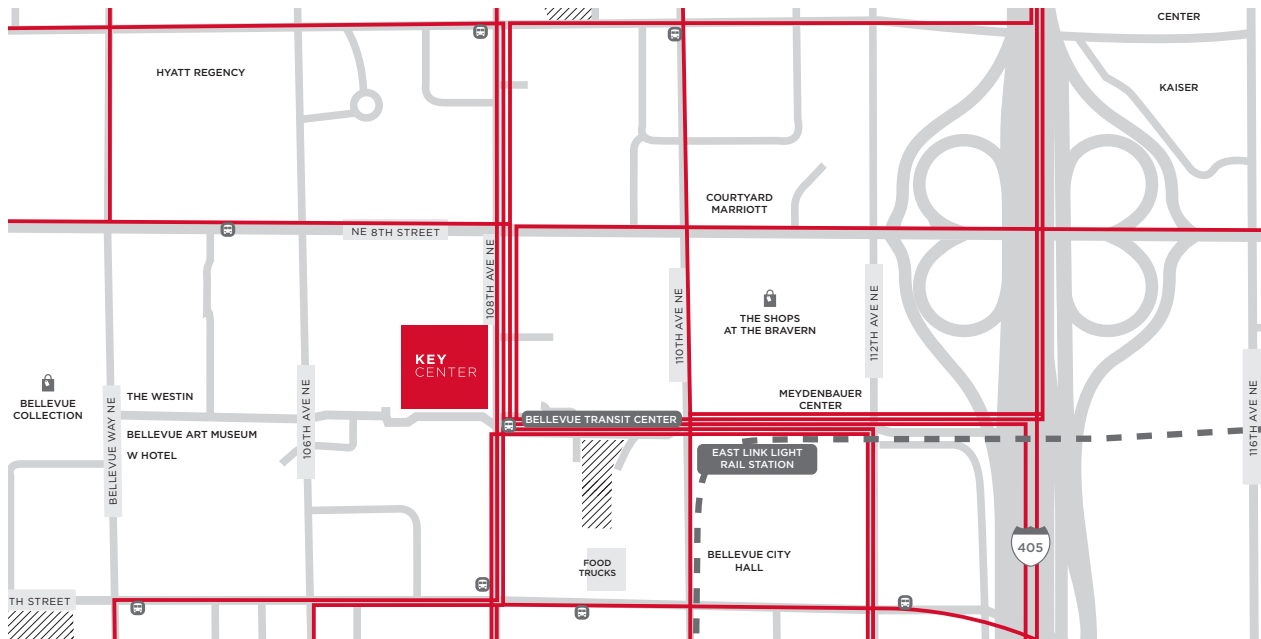 CENTER
HYATT REGENCY
KAISER
COURTYARD
MARRIOTT
NE 8TH STREET
108TH AVE NE
110TH AVE NE
112TH AVE NE
THE SHOPS
AT THE BRAVERN
KEY
CENTER
BELLEVUE
COLLECTION
THE WESTIN
BELLEVUE WAY NE
106TH AVE NE
116TH AVE NE
MEYDENBAUER
CENTER
BELLEVUE TRANSIT CENTER
BELLEVUE ART MUSEUM
W HOTEL
EAST LINK LIGHT
RAIL STATION
405
BELLEVUE CITY
HALL
FOOD
TRUCKS
TH STREET